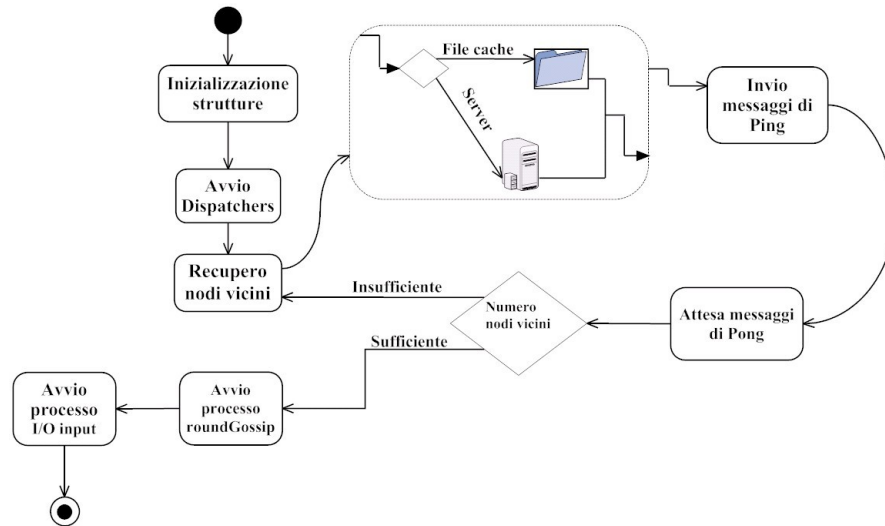 Inizializzazione
strutture
Avvio
Dispatchers
Recupero
nodi vicini
File cache
Server
Invio
messaggi di
Ping
Attesa messaggi
di Pong
Numero
nodi vicini
Insufficiente
Sufficiente
Avvio
processo
roundGossip
Avvio
processo
I/O input